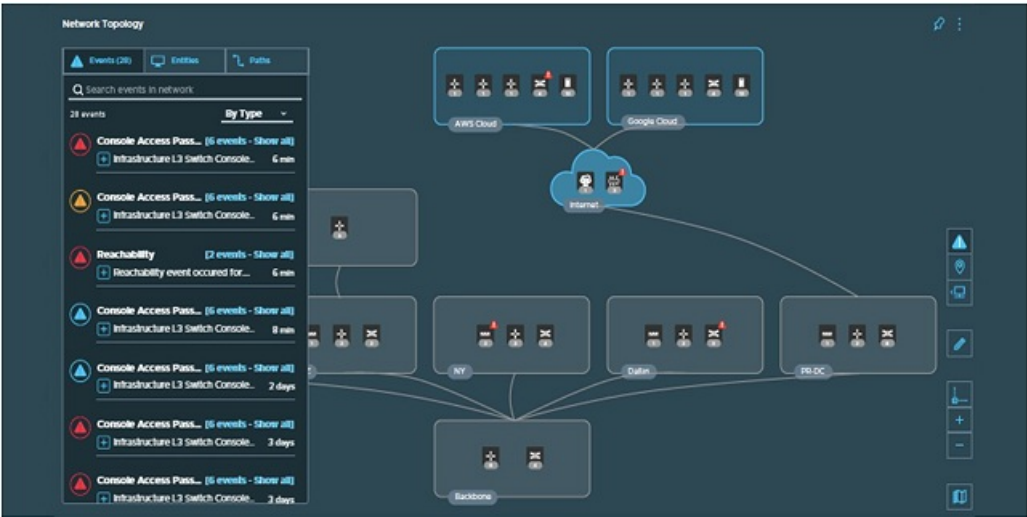 Network Topology
Events (28) Entities Paths
Search events in network
28 events By Type
Console Access Pass... [6 events - Show all]
Infrastructure L3 Switch Console... 6 min
Console Access Pass... [6 events - Show all]
Infrastructure L3 Switch Console... 6 min
Reachability [2 events - Show all]
Reachability event occured for... 6 min
Console Access Pass... [6 events - Show all]
Infrastructure L3 Switch Console... 8 min
Console Access Pass... [6 events - Show all]
Infrastructure L3 Switch Console... 2 days
Console Access Pass... [6 events - Show all]
Infrastructure L3 Switch Console... 3 days
Console Access Pass... [6 events - Show all]
Infrastructure L3 Switch Console... 3 days
AWS Cloud
Google Cloud
Internet
NY
Dallin
PB-DC
Backbone